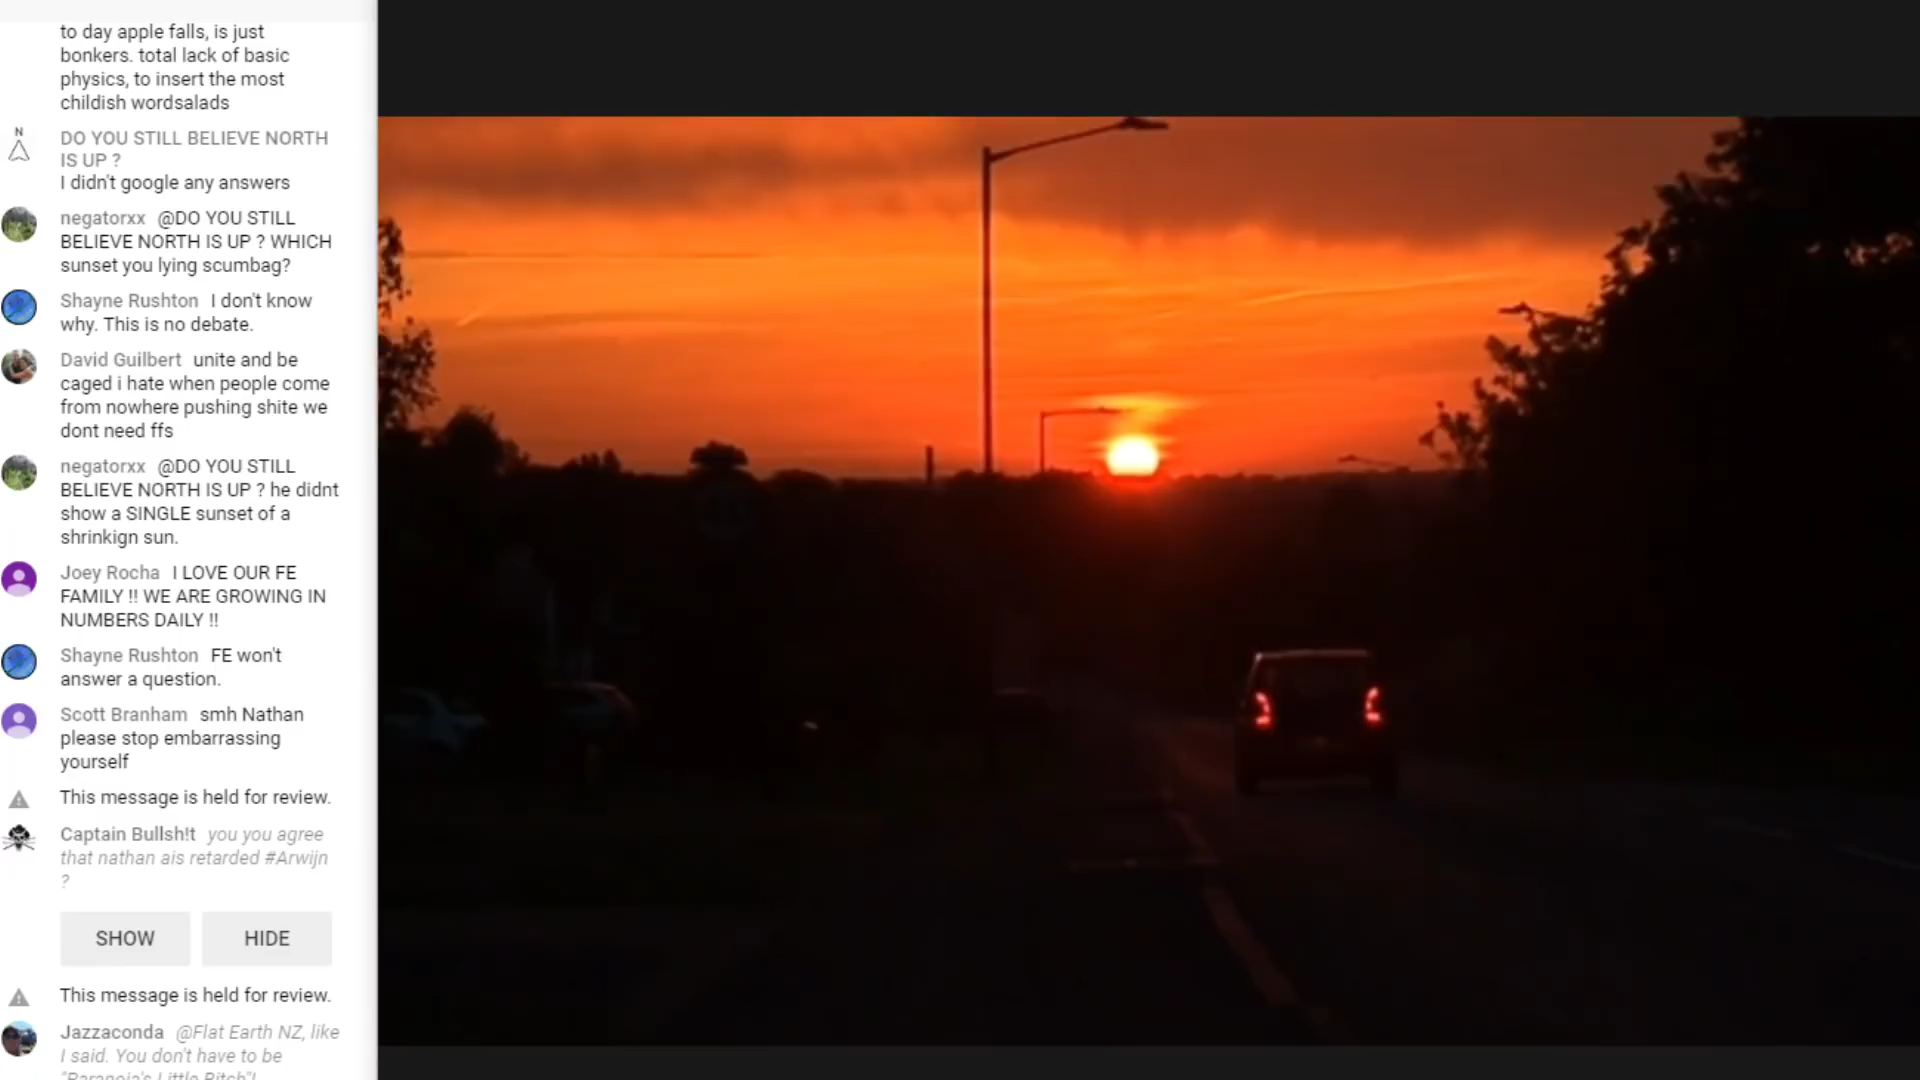 to day apple falls, is just
bonkers. total lack of basic
physics, to insert the most
childish wordsalads
N
DO YOU STILL BELIEVE NORTH
IS UP ?
I didn't google any answers
negatorxx @DO YOU STILL
BELIEVE NORTH IS UP ? WHICH
sunset you lying scumbag?
Shayne Rushton I don't know
why. This is no debate.
David Guilbert unite and be
caged i hate when people come
from nowhere pushing shite we
dont need ffs
negatorxx @DO YOU STILL
BELIEVE NORTH IS UP ? he didnt
show a SINGLE sunset of a
shrinkign sun.
Joey Rocha I LOVE OUR FE
FAMILY !! WE ARE GROWING IN
NUMBERS DAILY !!
Shayne Rushton FE won't
answer a question.
Scott Branham smh Nathan
please stop embarrassing
yourself
This message is held for review.
Captain Bullsh!t you you agree
that nathan ais retarded #Arwijn
?
SHOW HIDE
This message is held for review.
Jazzaconda @Flat Earth NZ, like
I said. You don't have to be
"Paranoia's Little Bitch"!